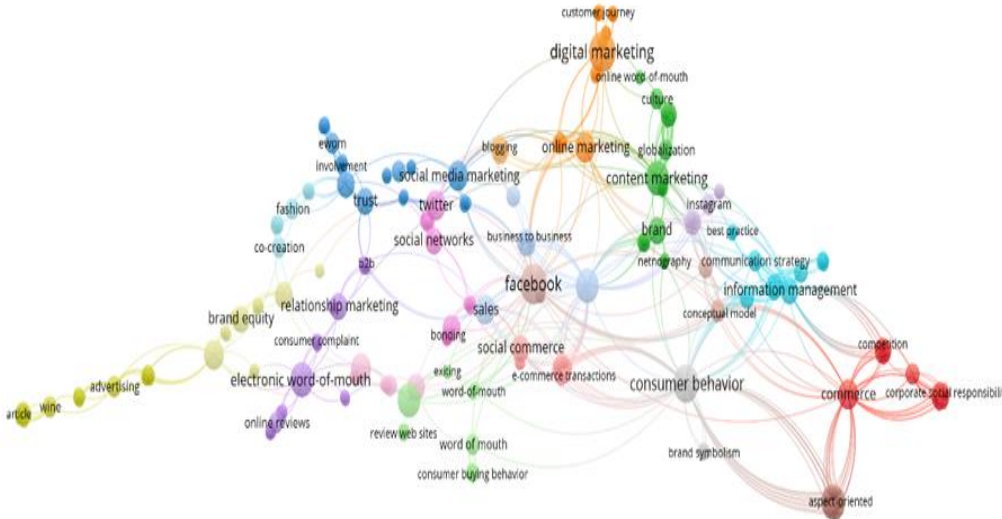 customer journey
digital marketing
online word-of-mouth
culture
ewom
blogging
online marketing
globalization
involvement
social media marketing
content marketing
fashion
trust
twitter
instagram
social networks
business to business
brand
best practice
co-creation
b2b
netnography
communication strategy
facebook
information management
relationship marketing
sales
conceptual model
brand equity
bonding
consumer complaint
social commerce
competition
advertising
electronic word-of-mouth
exiting
e-commerce transactions
consumer behavior
word-of-mouth
commerce
corporate social responsibili
article
wine
online reviews
review web sites
word of mouth
brand symbolism
consumer buying behavior
aspect-oriented